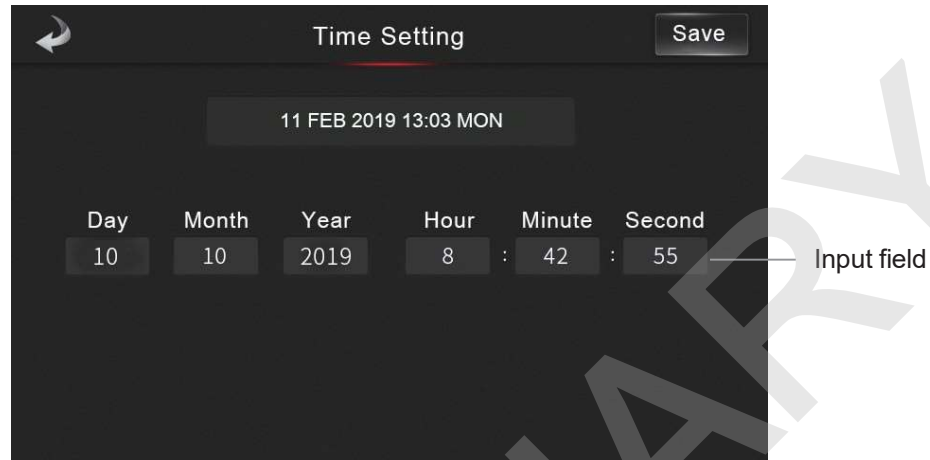 Time Setting
Save
11 FEB 2019 13:03 MON
Day Month Year Hour Minute Second
10 10 2019 8 : 42 : 55
Input field